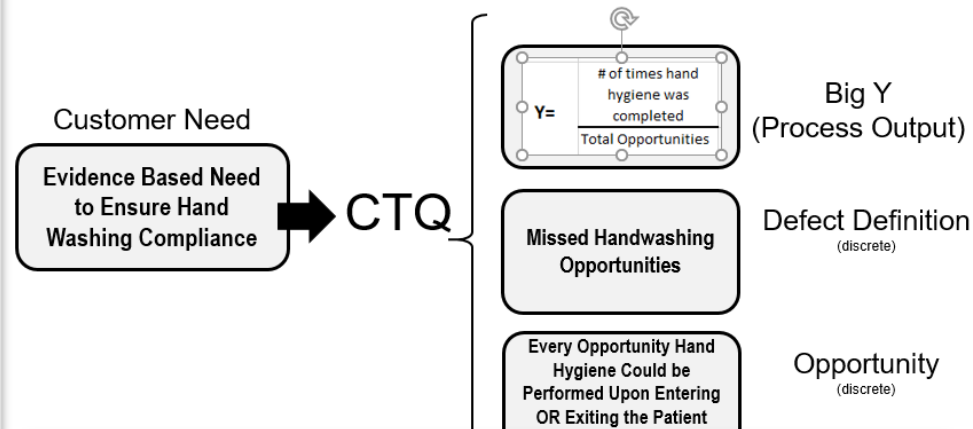 Customer Need
Evidence Based Need
to Ensure Hand
Washing Compliance
CTQ
Y=
# of times hand
hygiene was
completed
Total Opportunities
Big Y
(Process Output)
Missed Handwashing
Opportunities
Defect Definition
(discrete)
Every Opportunity Hand
Hygiene Could be
Performed Upon Entering
OR Exiting the Patient
Opportunity
(discrete)